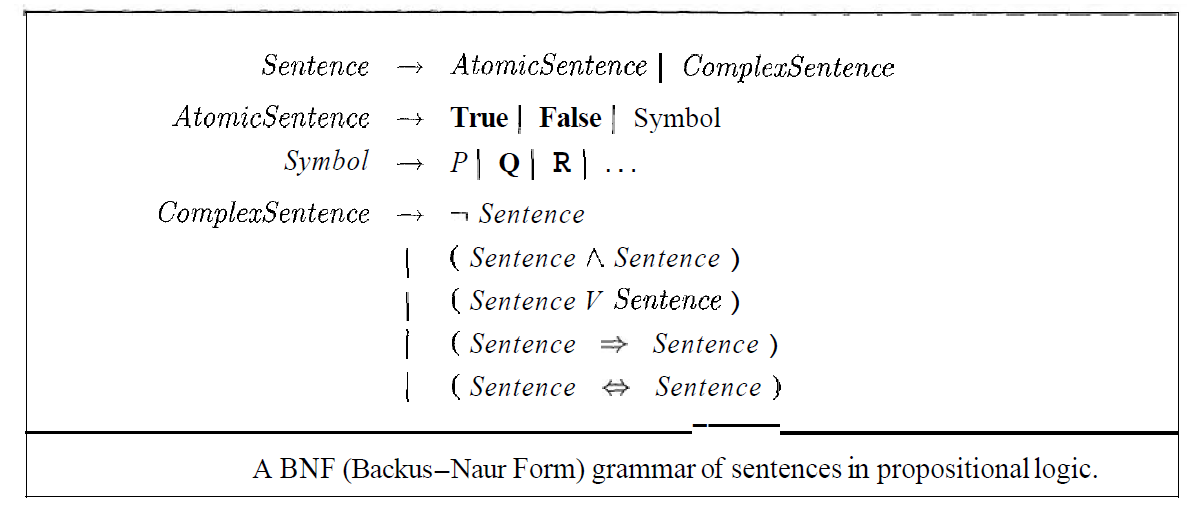 Sentence → AtomicSentence | ComplexSentence
AtomicSentence → True | False | Symbol
Symbol → P | Q | R | ...
ComplexSentence → ¬ Sentence
| ( Sentence ∧ Sentence )
| ( Sentence V Sentence )
| ( Sentence ⇒ Sentence )
| ( Sentence ⇔ Sentence )
A BNF (Backus–Naur Form) grammar of sentences in propositional logic.